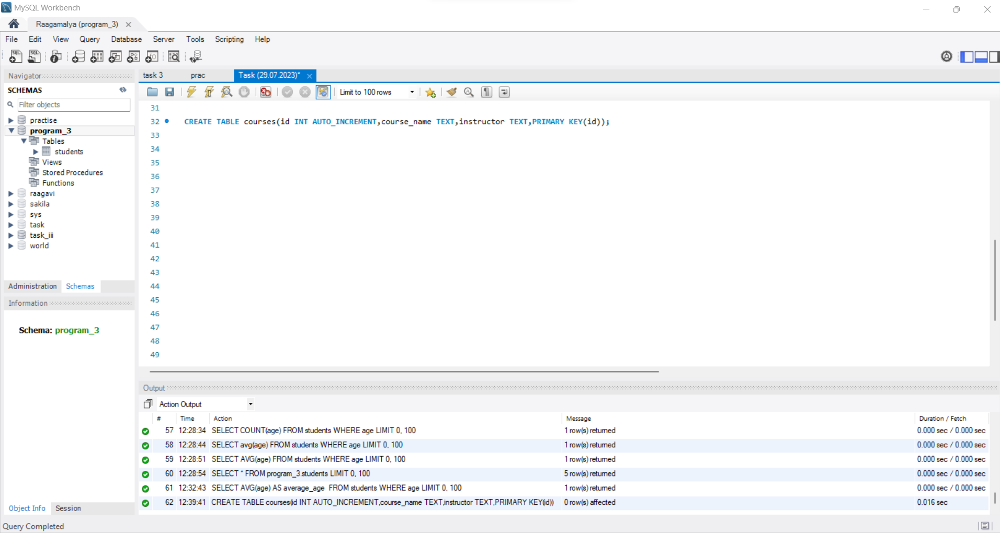 MySQL Workbench
Raagamalya (program_3)
File Edit View Query Database Server Tools Scripting Help
Navigator
SCHEMAS
Filter objects
practise
program_3
Tables
students
Views
Stored Procedures
Functions
raagavi
sakila
sys
task
task_iii
world
Administration Schemas
Information
Schema: program_3
Object Info Session
task 3 prac Task (29.07.2023)*
Limit to 100 rows
31
32 CREATE TABLE courses(id INT AUTO_INCREMENT,course_name TEXT,instructor TEXT,PRIMARY KEY(id));
33
34
35
36
37
38
39
40
41
42
43
44
45
46
47
48
49
Output
Action Output
# Time Action Message Duration / Fetch
57 12:28:34 SELECT COUNT(age) FROM students WHERE age LIMIT 0, 100 1 row(s) returned 0.000 sec / 0.000 sec
58 12:28:44 SELECT avg(age) FROM students WHERE age LIMIT 0, 100 1 row(s) returned 0.000 sec / 0.000 sec
59 12:28:51 SELECT AVG(age) FROM students WHERE age LIMIT 0, 100 1 row(s) returned 0.000 sec / 0.000 sec
60 12:28:54 SELECT * FROM program_3.students LIMIT 0, 100 5 row(s) returned 0.000 sec / 0.000 sec
61 12:32:43 SELECT AVG(age) AS average_age FROM students WHERE age LIMIT 0, 100 1 row(s) returned 0.000 sec / 0.000 sec
62 12:39:41 CREATE TABLE courses(id INT AUTO_INCREMENT,course_name TEXT,instructor TEXT,PRIMARY KEY(id)) 0 row(s) affected 0.016 sec
Query Completed